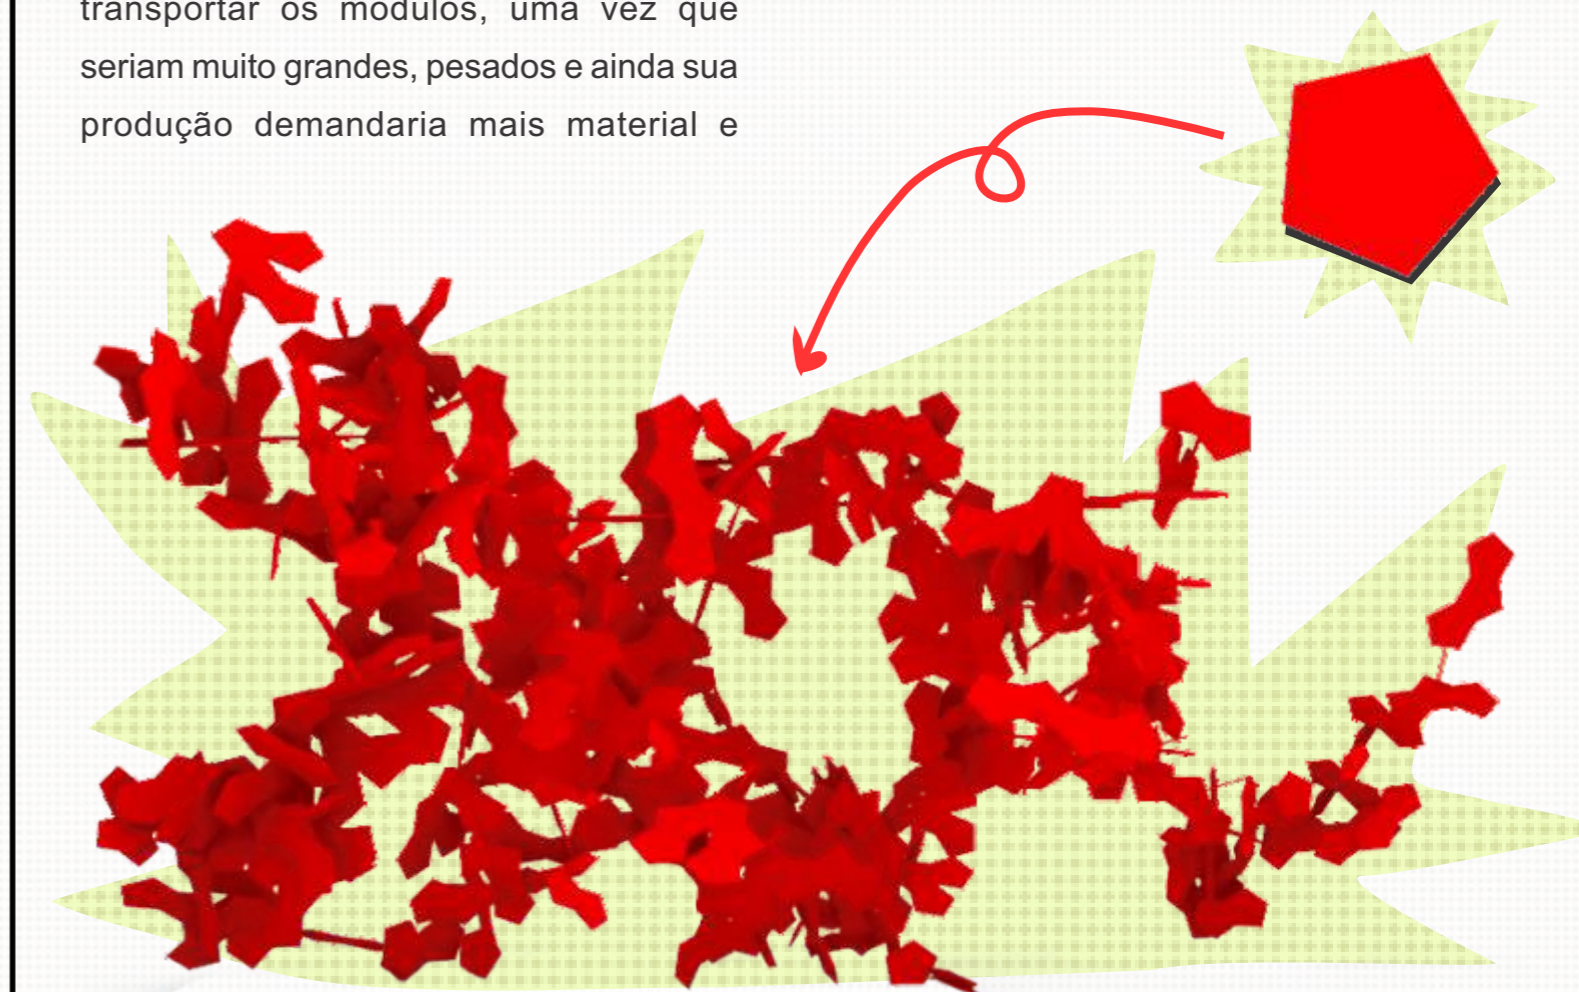 transportar os módulos, uma vez que
seriam muito grandes, pesados e ainda sua
produção demandaria mais material e